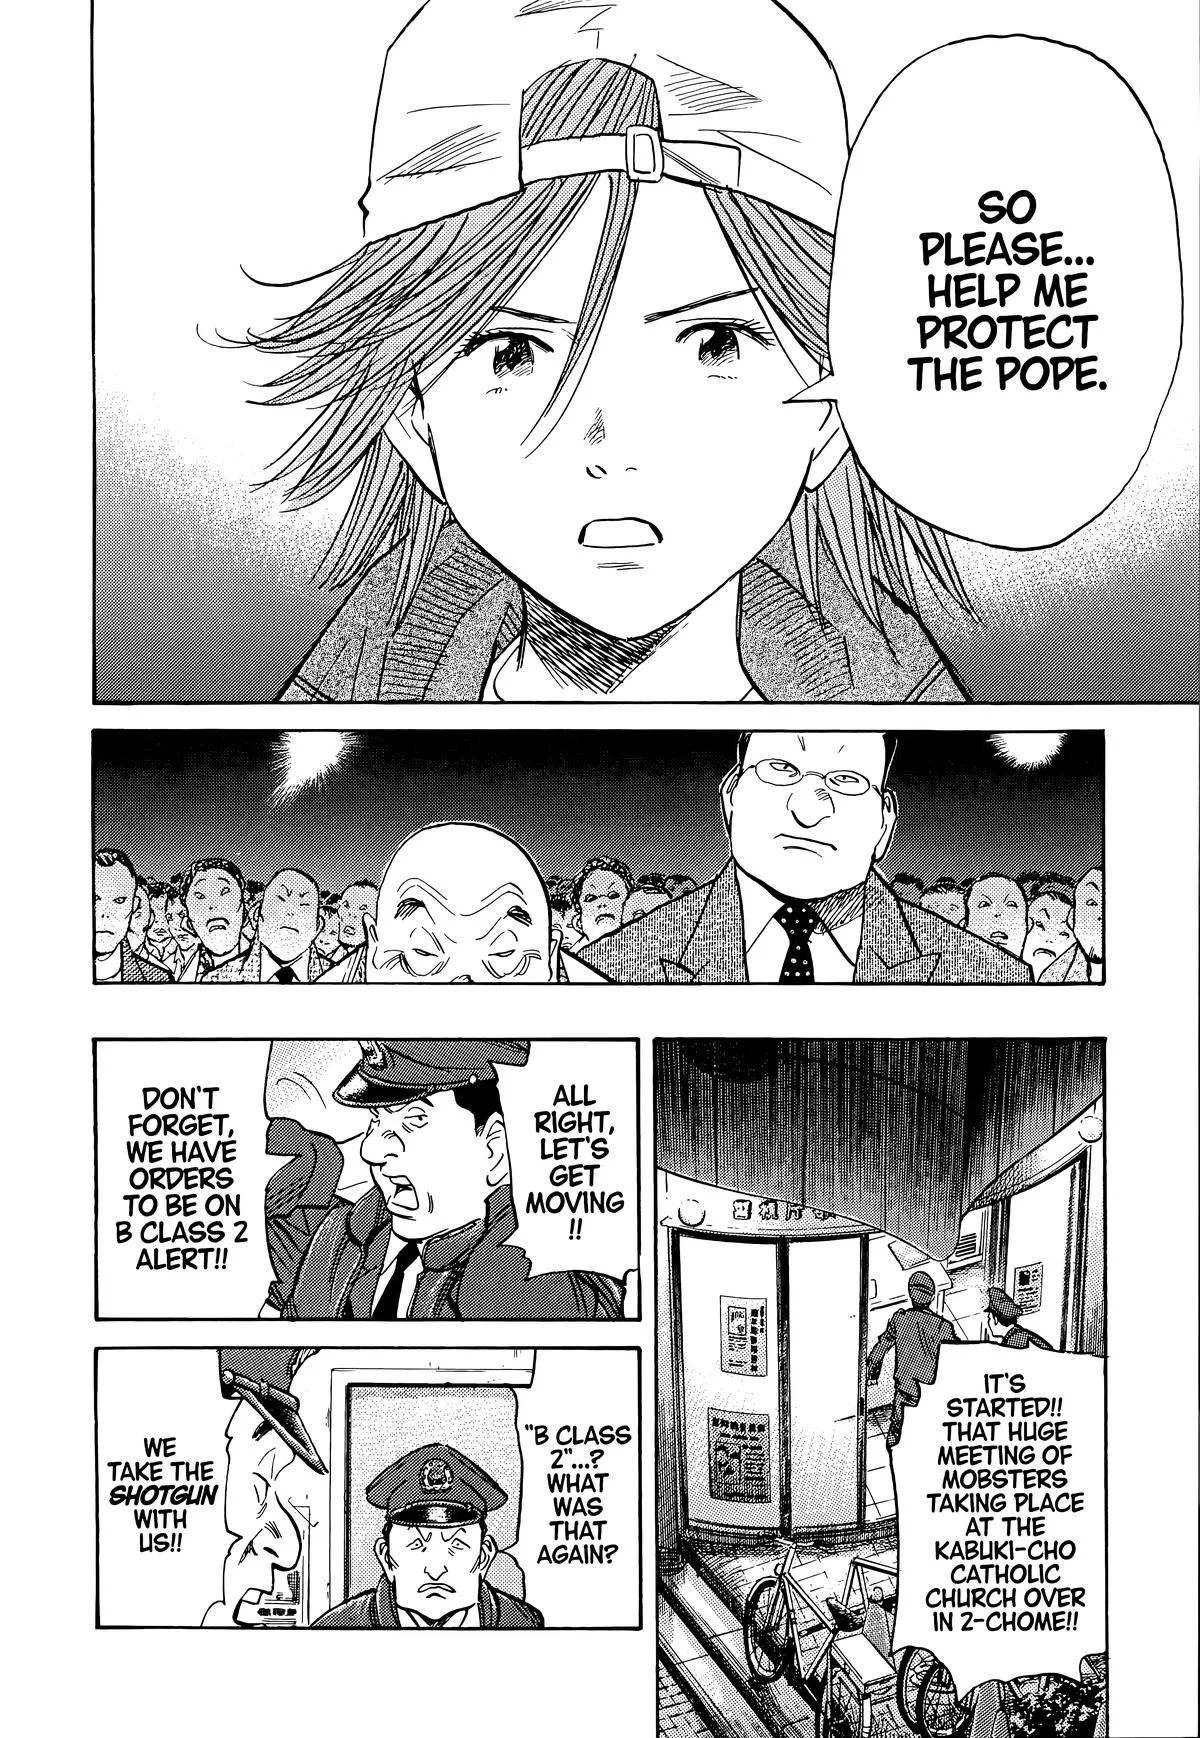 SO
PLEASE...
HELP ME
PROTECT
THE POPE.
IT'S
STARTED!!
THAT HUGE
MEETING OF
MOBSTERS
TAKING PLACE
AT THE
KABUKI-CHO
CATHOLIC
CHURCH OVER
IN 2-CHOME!!
ALL
RIGHT,
LET'S
GET
MOVING
!!
DON'T
FORGET,
WE HAVE
ORDERS
TO BE ON
B CLASS 2
ALERT!!
"B CLASS
2"...?
WHAT
WAS
THAT
AGAIN?
WE
TAKE THE
SHOTGUN
WITH
US!!